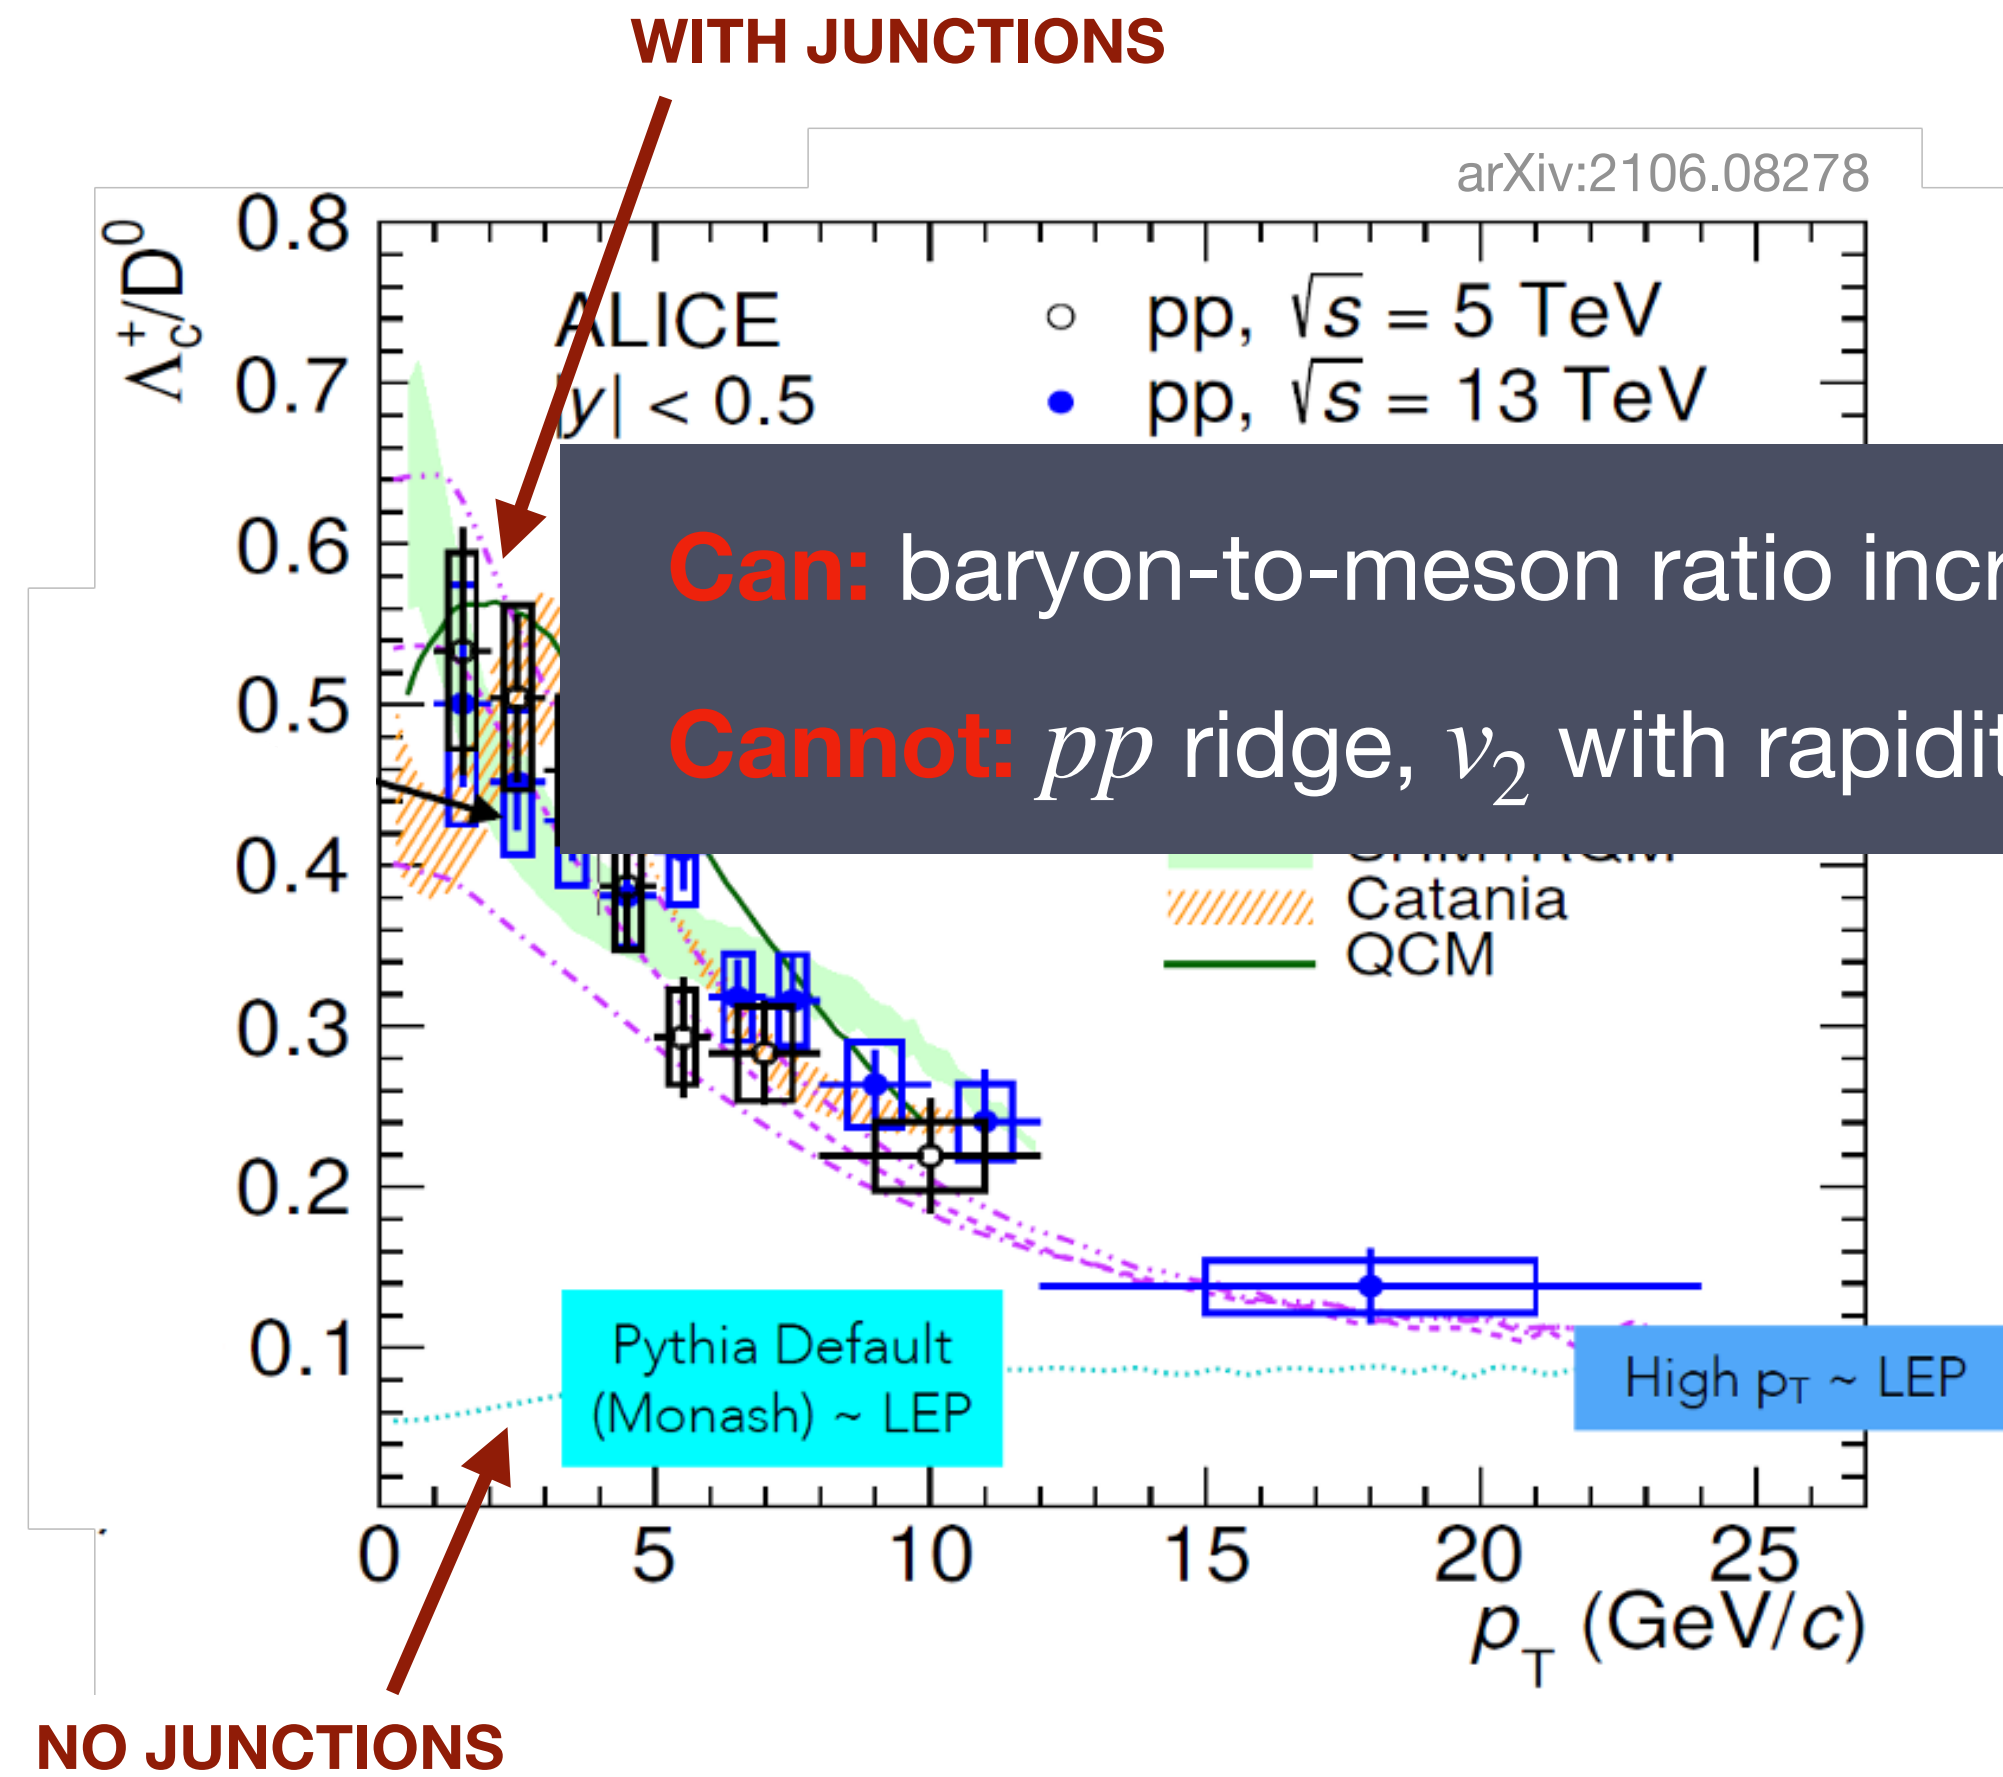 WITH JUNCTIONS
arXiv:2106.08278
Λc+/D0
0.8
0.7
0.6
0.5
0.4
0.3
0.2
0.1
ALICE
|y| < 0.5
pp, √s = 5 TeV
pp, √s = 13 TeV
Can: baryon-to-meson ratio
Cannot: pp ridge, v2 with
Catania
QCM
Pythia Default
(Monash) ~ LEP
High pT ~ LEP
0 5 10 15 20 25
pT (GeV/c)
NO JUNCTIONS